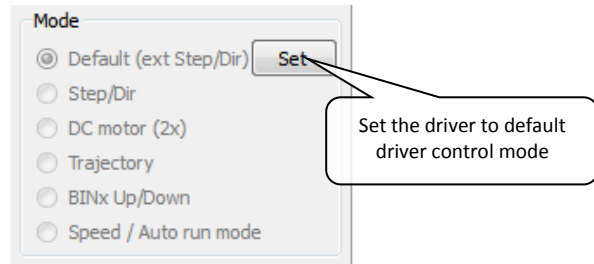 Mode
Default (ext Step/Dir) Set
Step/Dir
DC motor (2x)
Trajectory
BINx Up/Down
Speed / Auto run mode
Set the driver to default
driver control mode